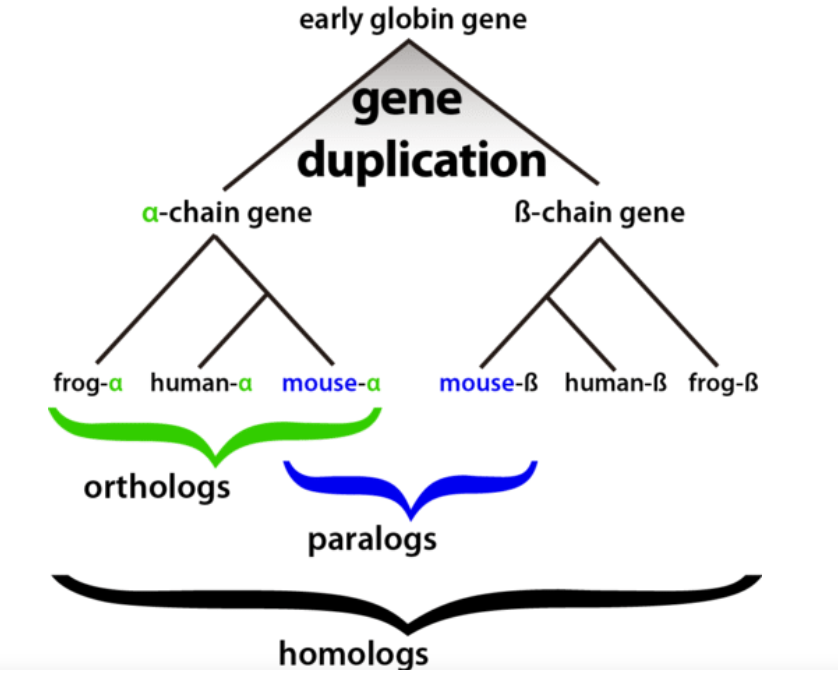 early globin gene
gene
duplication
ɑ-chain gene
ß-chain gene
frog-ɑ
human-ɑ
mouse-ɑ
mouse-ß
human-ß
frog-ß
orthologs
paralogs
homologs